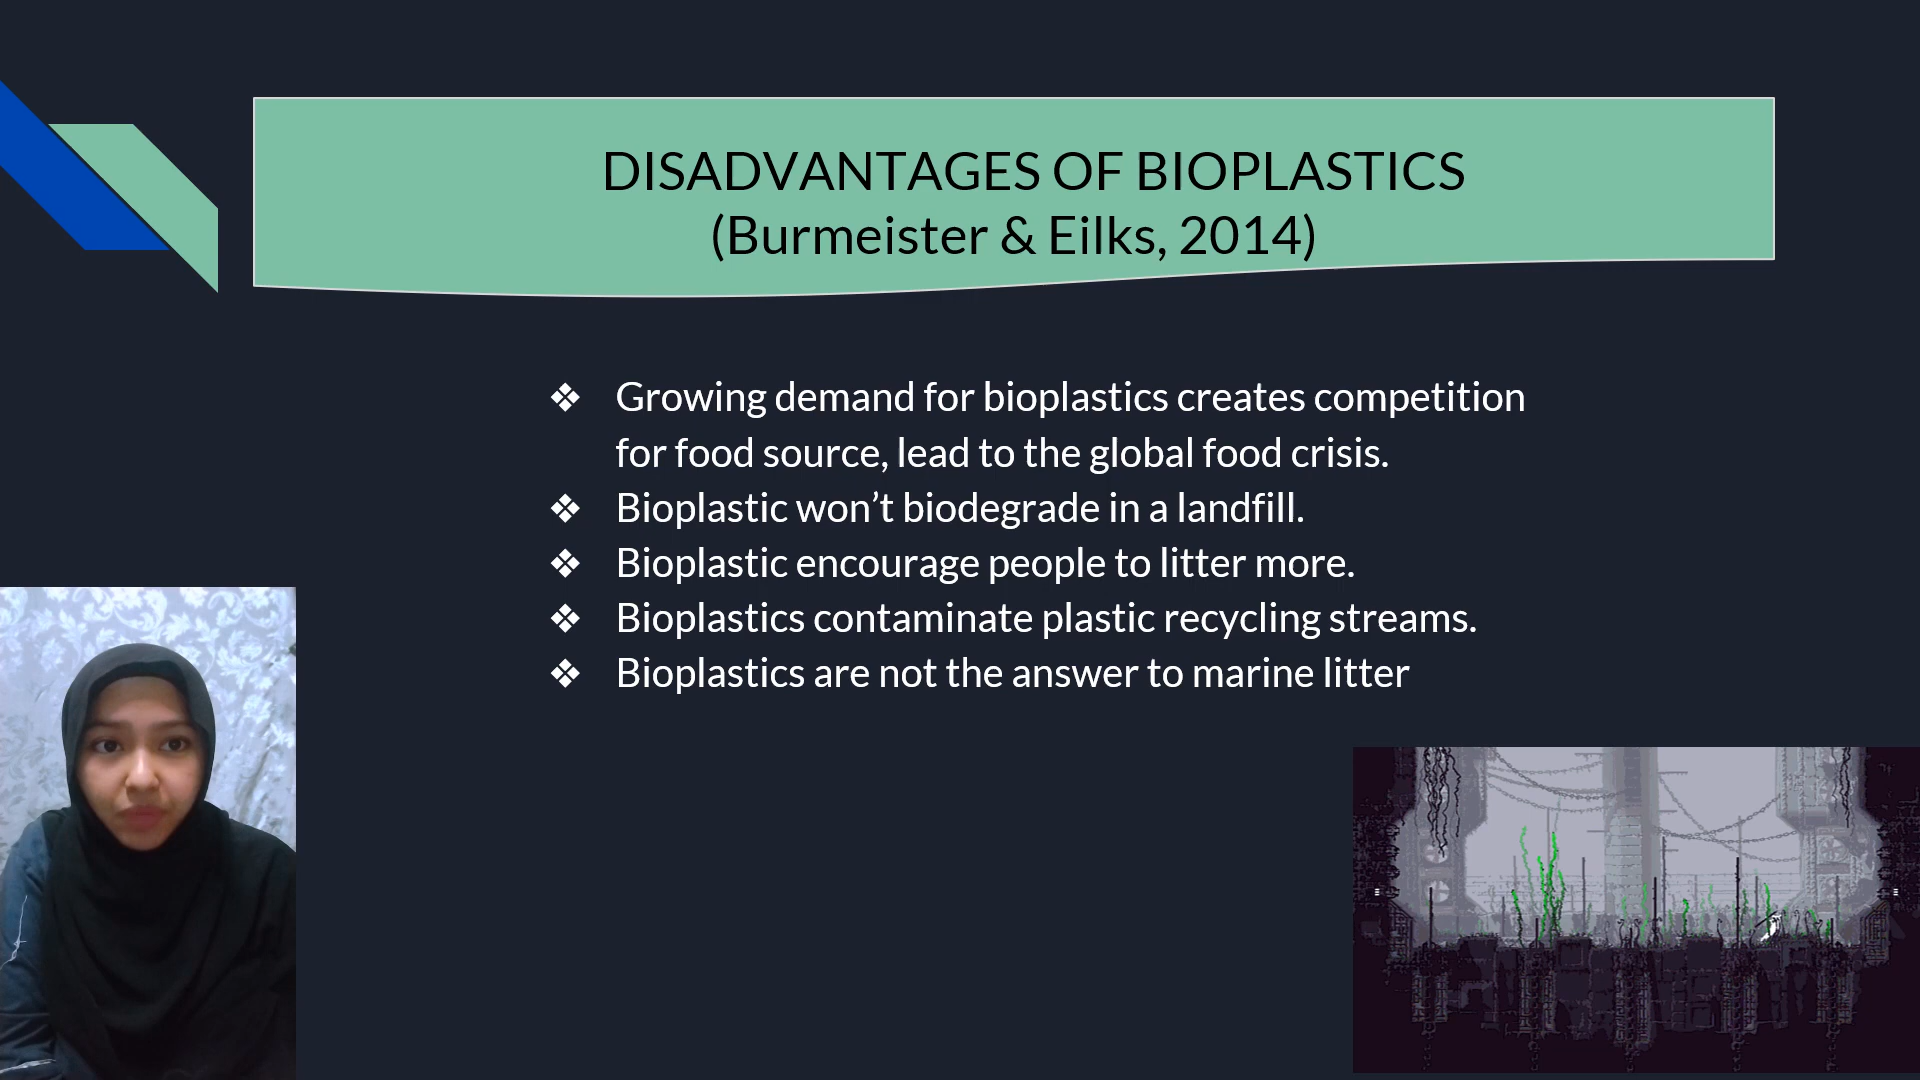 DISADVANTAGES OF BIOPLASTICS
(Burmeister & Eilks, 2014)
❖ Growing demand for bioplastics creates competition
for food source, lead to the global food crisis.
❖ Bioplastic won’t biodegrade in a landfill.
❖ Bioplastic encourage people to litter more.
❖ Bioplastics contaminate plastic recycling streams.
❖ Bioplastics are not the answer to marine litter